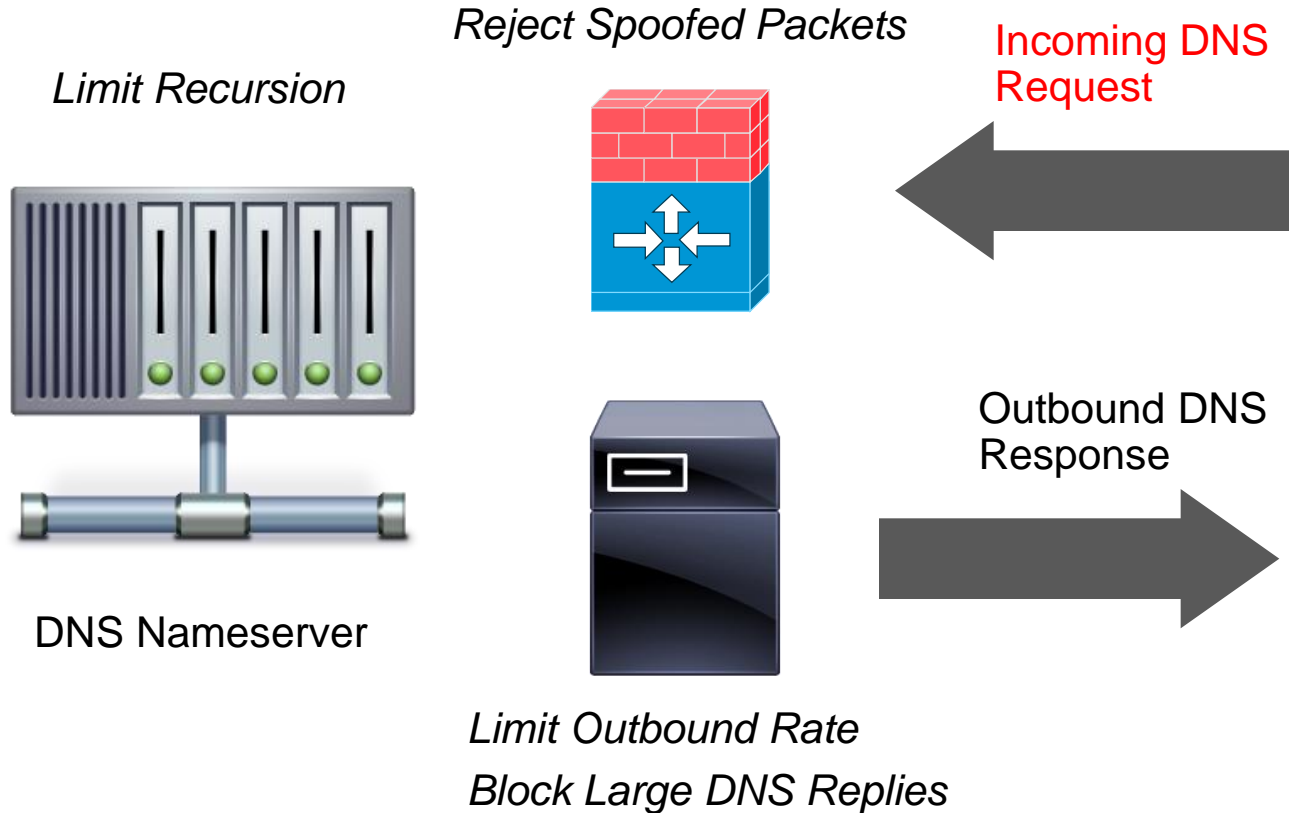 Reject Spoofed Packets
Incoming DNS
Request
Limit Recursion
Outbound DNS
Response
DNS Nameserver
Limit Outbound Rate
Block Large DNS Replies